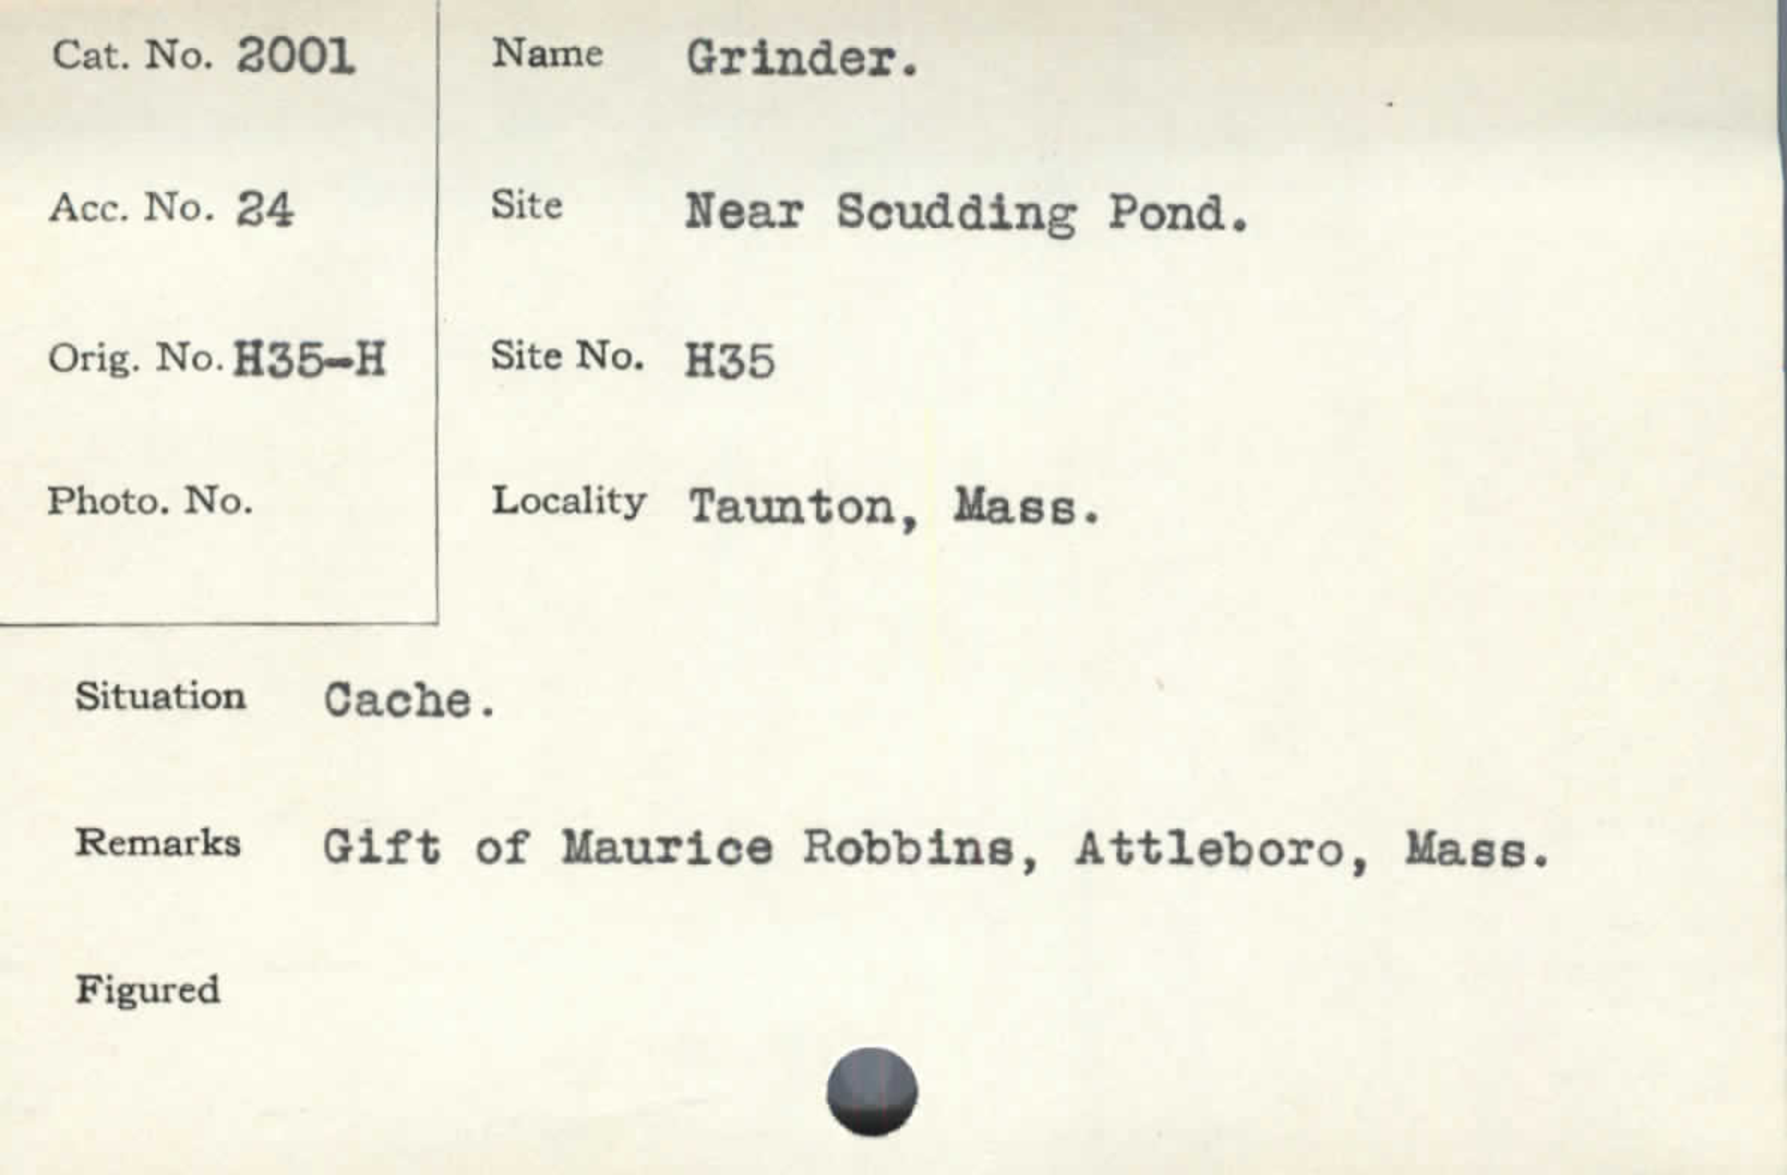 Cat. No. 2001
Name Grinder.
Acc. No. 24
Site Near Scudding Pond.
Orig. No. H35-H
Site No. H35
Photo. No.
Locality Taunton, Mass.
Situation Cache.
Remarks Gift of Maurice Robbins, Attleboro, Mass.
Figured